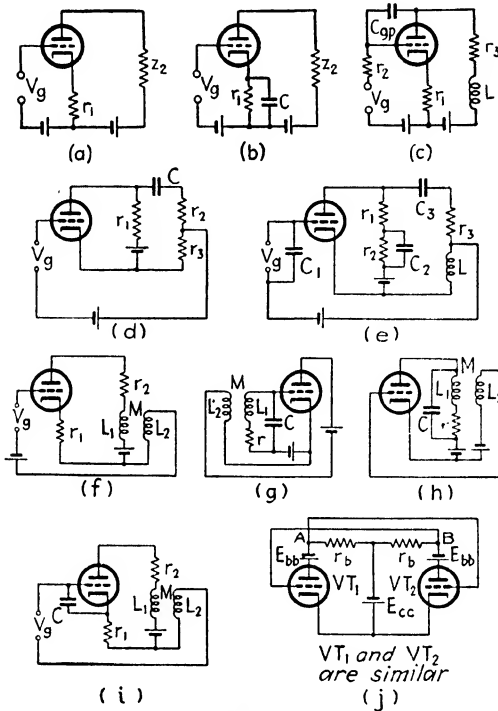 Vg r₁ Z₂
(a)
Vg r₁ C Z₂
(b)
Cgp r₂ Vg r₁ r₃ L
(c)
C r₁ r₂ r₃ Vg
(d)
Vg C₁ r₁ r₂ C₂ C₃ r₃ L
(e)
Vg r₁ r₂ L₁ M L₂
(f)
L₂ M L₁ r C
(g)
M L₁ L₂ C r
(h)
Vg C r₁ r₂ L₁ M L₂
(i)
A B
rb rb
Ebb Ebb
VT₁ VT₂
Ecc
VT₁ and VT₂
are similar
(j)